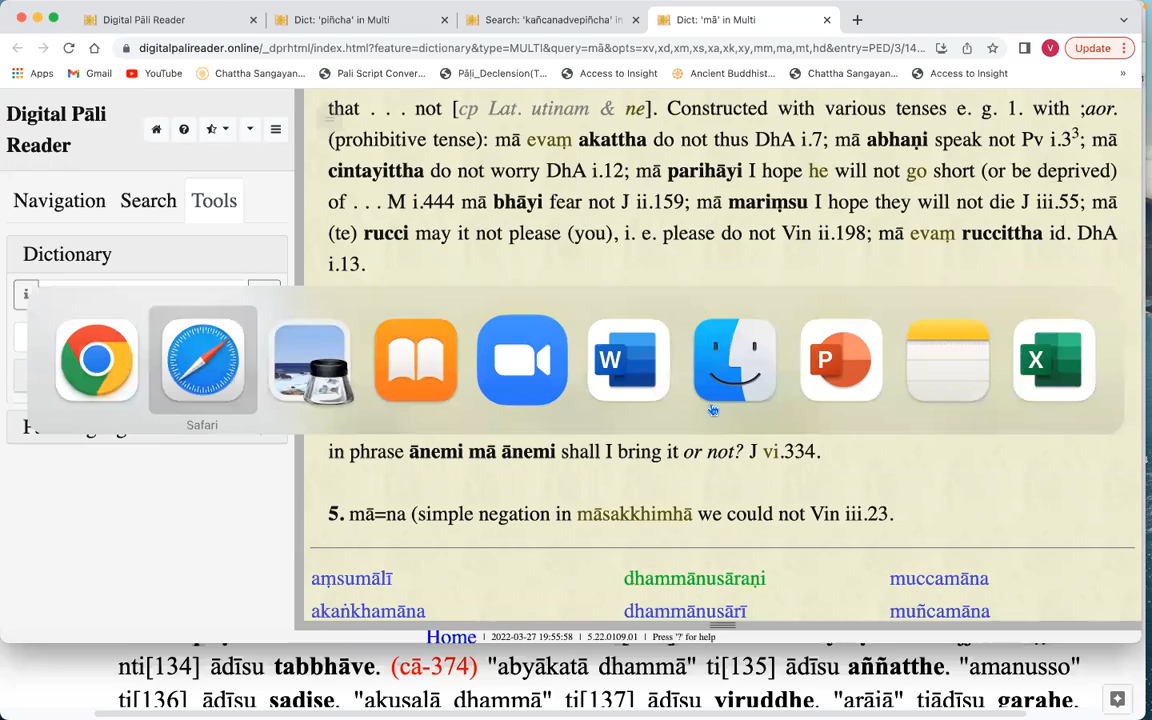 Digital Pāli Reader
Dict: 'piñcha' in Multi
Search: 'kañcanadvepiñcha' in
Dict: 'mā' in Multi
digitalpalireader.online/_dprhtml/index.html?feature=dictionary&type=MULTI&query=mā&opts=xv,xd,xm,xs,xa,xk,xy,mm,ma,mt,hd&entry=PED/3/14...
V
Update
Apps
Gmail
YouTube
Chattha Sangayan...
Pali Script Conver...
Pāḷi_Declension(T...
Access to Insight
Ancient Buddhist...
Chattha Sangayan...
Access to Insight
»
Digital Pāli
Reader
Navigation
Search
Tools
Dictionary
that . . . not [cp Lat. utinam & ne]. Constructed with various tenses e. g. 1. with ;aor.
(prohibitive tense): mā evaṃ akattha do not thus DhA i.7; mā abhaṇi speak not Pv i.3³; mā
cintayittha do not worry DhA i.12; mā parihāyi I hope he will not go short (or be deprived)
of . . . M i.444 mā bhāyi fear not J ii.159; mā mariṃsu I hope they will not die J iii.55; mā
(te) rucci may it not please (you), i. e. please do not Vin ii.198; mā evaṃ ruccittha id. DhA
i.13.
W
P
X
Safari
in phrase ānemi mā ānemi shall I bring it or not? J vi.334.
5. mā=na (simple negation in māsakkhimhā we could not Vin iii.23.
aṃsumālī
dhammānusāraṇi
muccamāna
akaṅkhamāna
dhammānusārī
muñcamāna
Home | 2022-03-27 19:55:58 | 5.22.0109.01 | Press '?' for help
nti[134] ādīsu tabbhāve. (cā-374) "abyākatā dhammā" ti[135] ādīsu aññatthe. "amanusso"
ti[136] ādīsu sadise. "akusalā dhammā" ti[137] ādīsu viruddhe. "arājā" tiādīsu garahe.